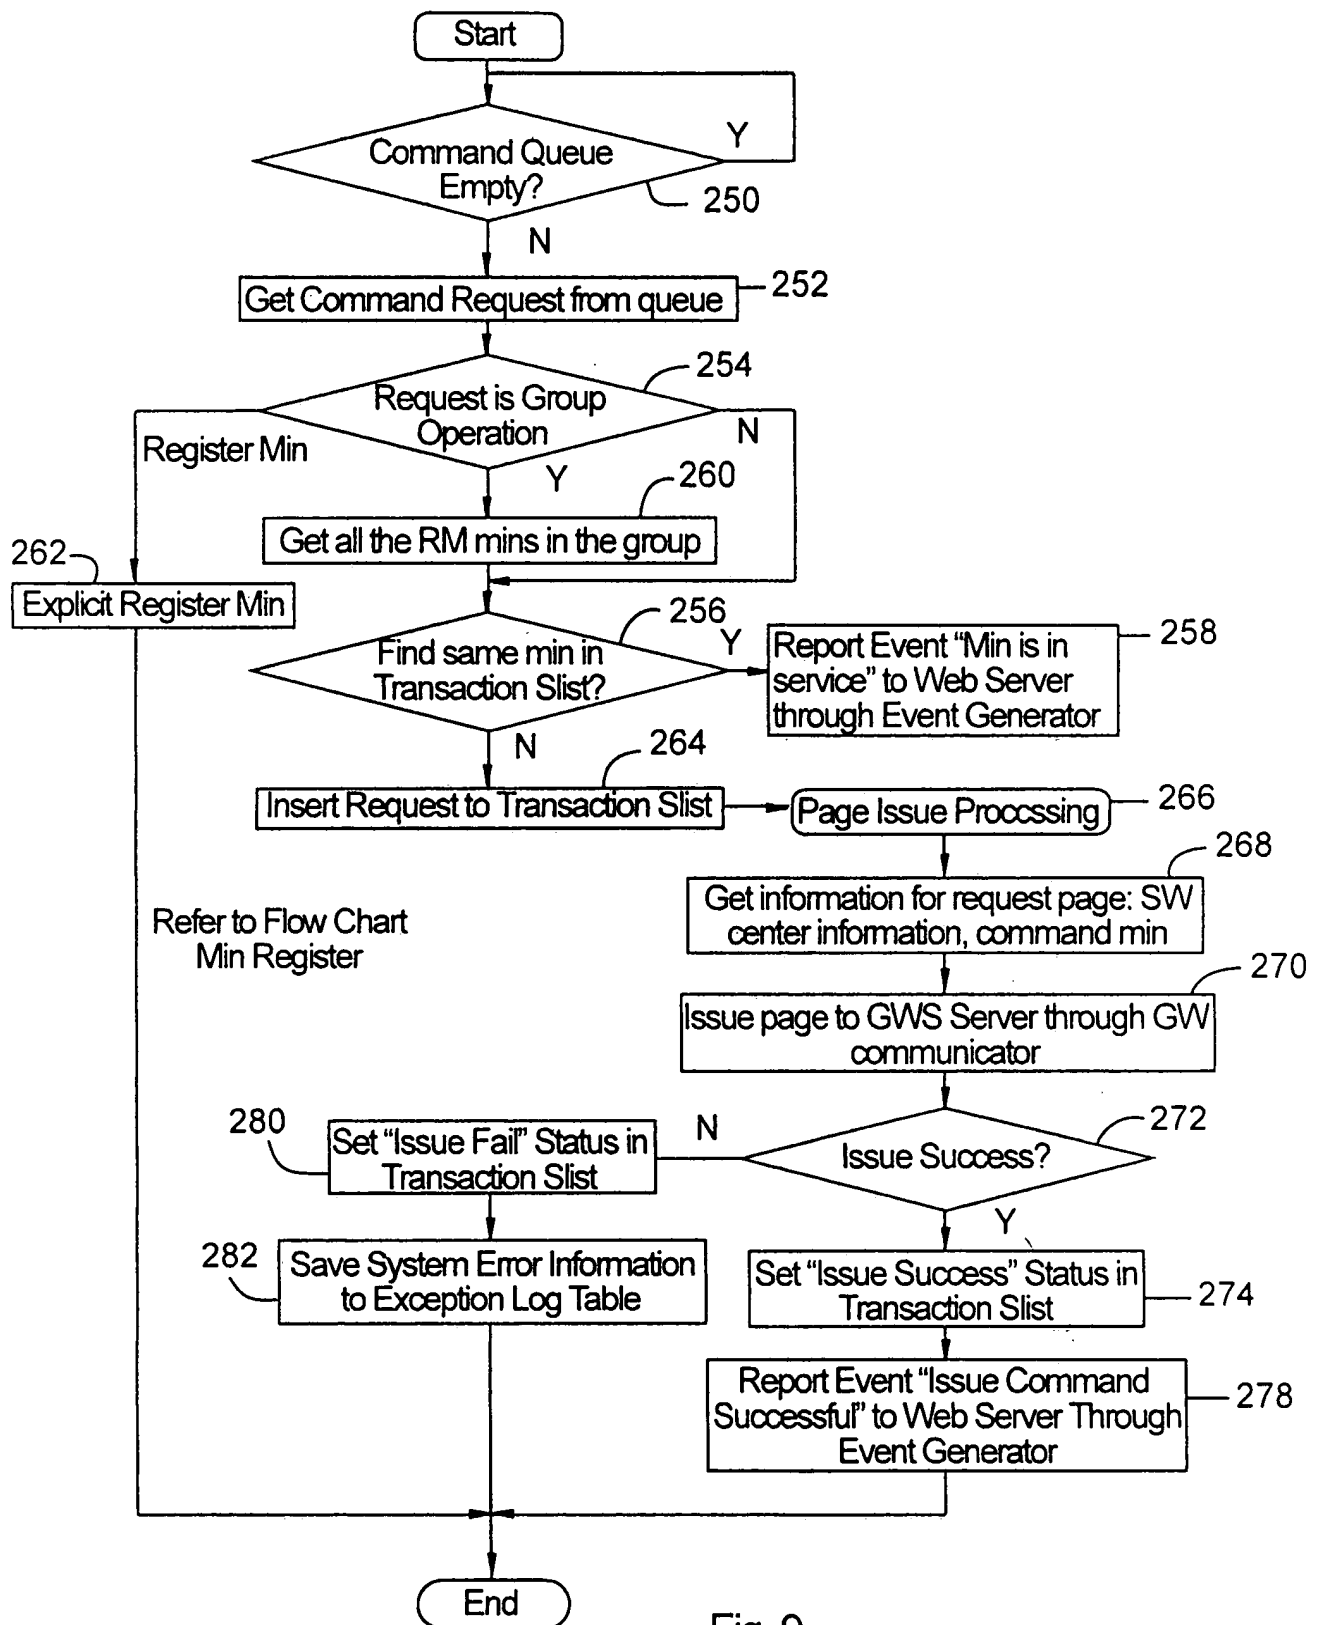 Start
Command Queue
Empty?
Y
250
N
Get Command Request from queue
252
254
Request is Group
Operation
N
Register Min
Y
260
Get all the RM mins in the group
262
Explicit Register Min
256
Find same min in
Transaction Slist?
Y
Report Event “Min is in
service” to Web Server
through Event Generator
258
N
264
Insert Request to Transaction Slist
Page Issue Proccssing
266
268
Get information for request page: SW
center information, command min
Refer to Flow Chart
Min Register
270
Issue page to GWS Server through GW
communicator
272
Issue Success?
N
280
Set “Issue Fail” Status in
Transaction Slist
Y
282
Save System Error Information
to Exception Log Table
Set “Issue Success” Status in
Transaction Slist
274
Report Event “Issue Command
Successful” to Web Server Through
Event Generator
278
End
Fig. 9